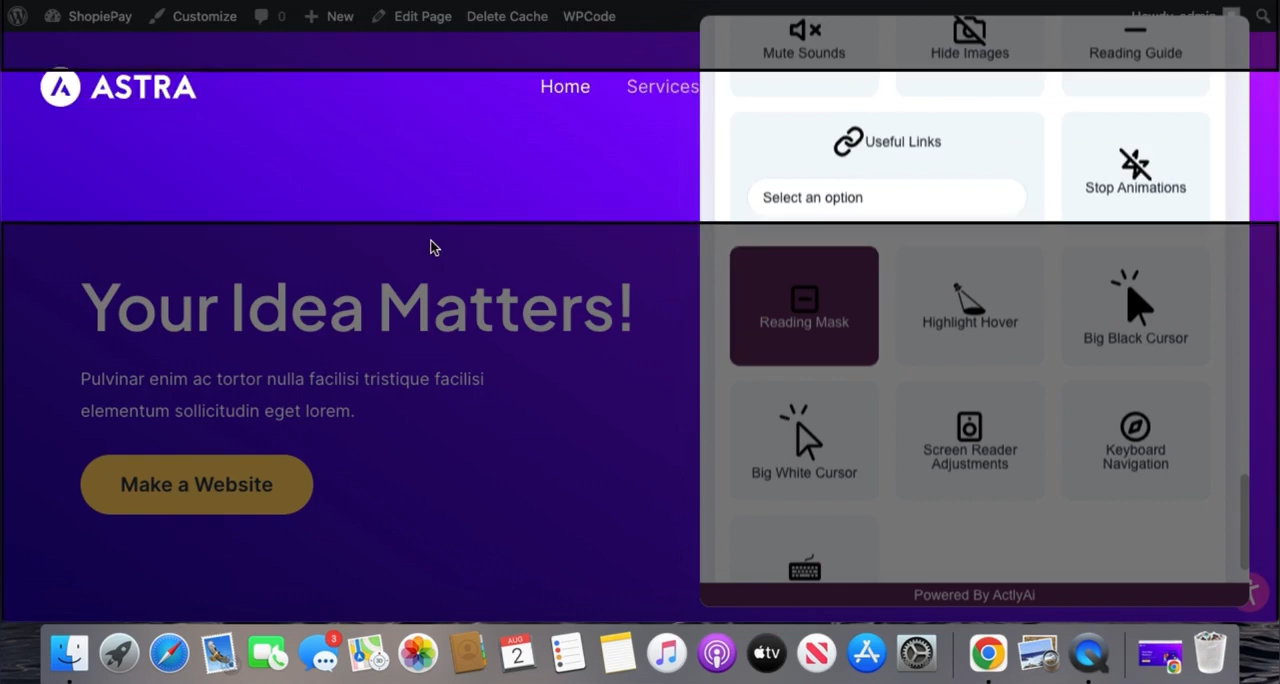 ShopiePay Customize 0 New Edit Page Delete Cache WPCode Howdy, admin
ASTRA
Home Services
Mute Sounds
Hide Images
Reading Guide
Useful Links
Select an option
Stop Animations
Reading Mask
Highlight Hover
Big Black Cursor
Big White Cursor
Screen Reader
Adjustments
Keyboard
Navigation
Powered By ActlyAi
Your Idea Matters!
Pulvinar enim ac tortor nulla facilisi tristique facilisi
elementum sollicitudin eget lorem.
Make a Website
3
AUG
2
tv